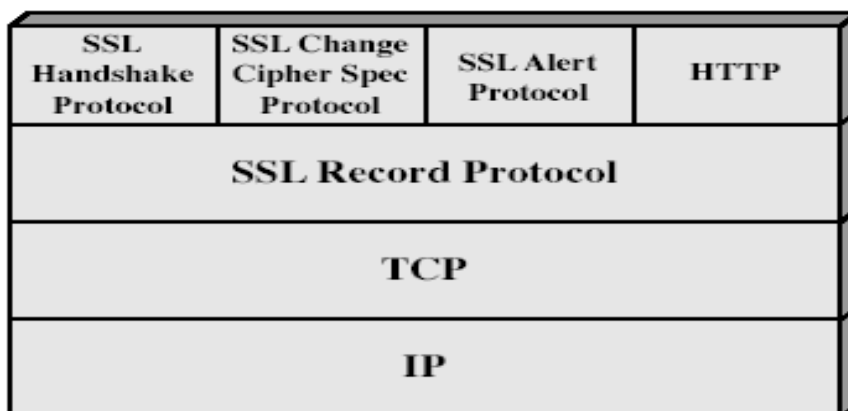 SSL
Handshake
Protocol
SSL Change
Cipher Spec
Protocol
SSL Alert
Protocol
HTTP
SSL Record Protocol
TCP
IP